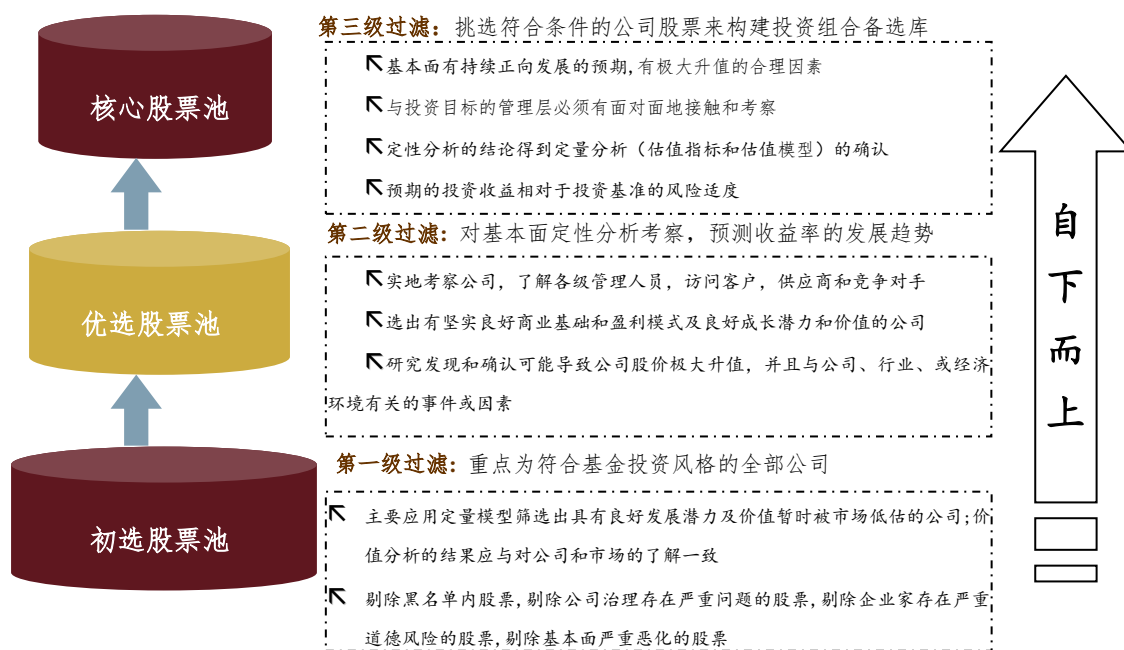 第三级过滤：挑选符合条件的公司股票来构建投资组合备选库
基本面有持续正向发展的预期,有极大升值的合理因素
与投资目标的管理层必须有面对面地接触和考察
定性分析的结论得到定量分析（估值指标和估值模型）的确认
预期的投资收益相对于投资基准的风险适度
核心股票池
第二级过滤：对基本面定性分析考察，预测收益率的发展趋势
实地考察公司，了解各级管理人员，访问客户，供应商和竞争对手
选出有坚实良好商业基础和盈利模式及良好成长潜力和价值的公司
研究发现和确认可能导致公司股价极大升值，并且与公司、行业、或经济
环境有关的事件或因素
优选股票池
第一级过滤：重点为符合基金投资风格的全部公司
主要应用定量模型筛选出具有良好发展潜力及价值暂时被市场低估的公司;价
值分析的结果应与对公司和市场的了解一致
剔除黑名单内股票,剔除公司治理存在严重问题的股票,剔除企业家存在严重
道德风险的股票,剔除基本面严重恶化的股票
初选股票池
自
下
而
上